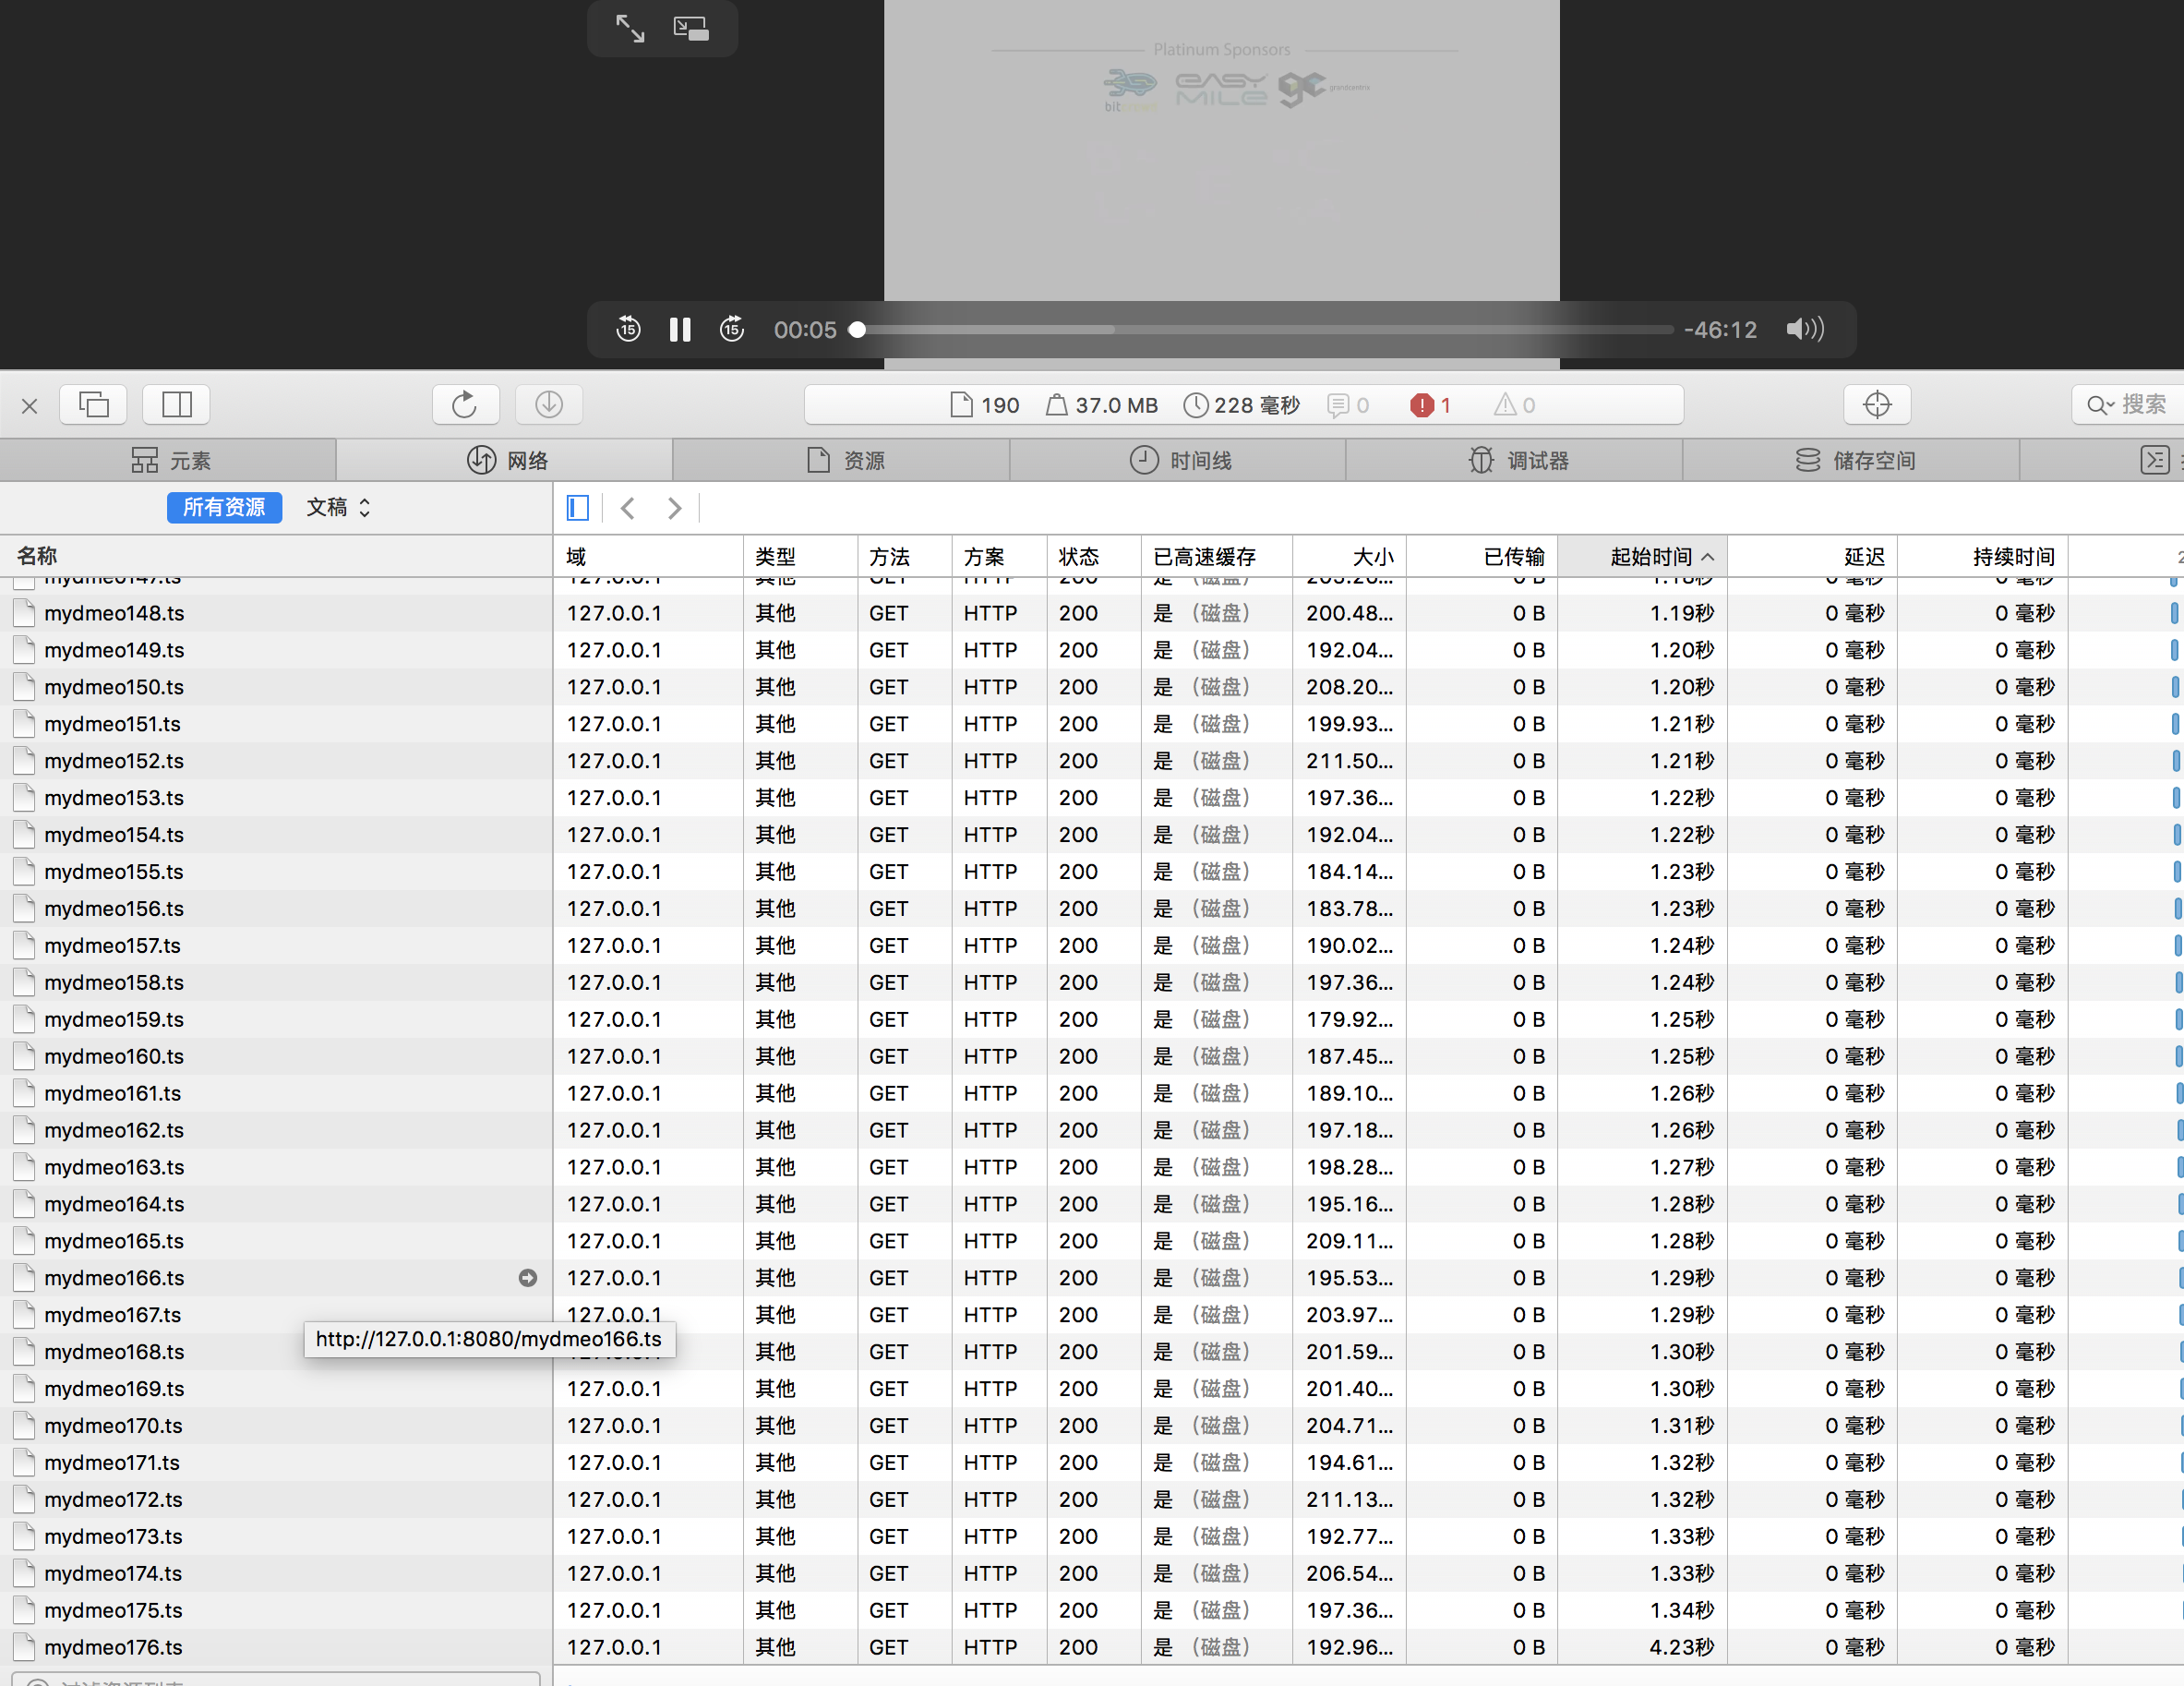 Platinum Sponsors
bit
EASY MILE gc grandcentrix
15 15 00:05 -46:12
190 37.0 MB 228 毫秒 0 1 0 搜索
元素 网络 资源 时间线 调试器 储存空间
所有资源 文稿
名称 域 类型 方法 方案 状态 已高速缓存 大小 已传输 起始时间 延迟 持续时间
mydmeo147.ts 127.0.0.1 其他 GET HTTP 200 是 （磁盘） 0 B 1.18秒 0 毫秒 0 毫秒
mydmeo148.ts 127.0.0.1 其他 GET HTTP 200 是 （磁盘） 200.48... 0 B 1.19秒 0 毫秒 0 毫秒
mydmeo149.ts 127.0.0.1 其他 GET HTTP 200 是 （磁盘） 192.04... 0 B 1.20秒 0 毫秒 0 毫秒
mydmeo150.ts 127.0.0.1 其他 GET HTTP 200 是 （磁盘） 208.20... 0 B 1.20秒 0 毫秒 0 毫秒
mydmeo151.ts 127.0.0.1 其他 GET HTTP 200 是 （磁盘） 199.93... 0 B 1.21秒 0 毫秒 0 毫秒
mydmeo152.ts 127.0.0.1 其他 GET HTTP 200 是 （磁盘） 211.50... 0 B 1.21秒 0 毫秒 0 毫秒
mydmeo153.ts 127.0.0.1 其他 GET HTTP 200 是 （磁盘） 197.36... 0 B 1.22秒 0 毫秒 0 毫秒
mydmeo154.ts 127.0.0.1 其他 GET HTTP 200 是 （磁盘） 192.04... 0 B 1.22秒 0 毫秒 0 毫秒
mydmeo155.ts 127.0.0.1 其他 GET HTTP 200 是 （磁盘） 184.14... 0 B 1.23秒 0 毫秒 0 毫秒
mydmeo156.ts 127.0.0.1 其他 GET HTTP 200 是 （磁盘） 183.78... 0 B 1.23秒 0 毫秒 0 毫秒
mydmeo157.ts 127.0.0.1 其他 GET HTTP 200 是 （磁盘） 190.02... 0 B 1.24秒 0 毫秒 0 毫秒
mydmeo158.ts 127.0.0.1 其他 GET HTTP 200 是 （磁盘） 197.36... 0 B 1.24秒 0 毫秒 0 毫秒
mydmeo159.ts 127.0.0.1 其他 GET HTTP 200 是 （磁盘） 179.92... 0 B 1.25秒 0 毫秒 0 毫秒
mydmeo160.ts 127.0.0.1 其他 GET HTTP 200 是 （磁盘） 187.45... 0 B 1.25秒 0 毫秒 0 毫秒
mydmeo161.ts 127.0.0.1 其他 GET HTTP 200 是 （磁盘） 189.10... 0 B 1.26秒 0 毫秒 0 毫秒
mydmeo162.ts 127.0.0.1 其他 GET HTTP 200 是 （磁盘） 197.18... 0 B 1.26秒 0 毫秒 0 毫秒
mydmeo163.ts 127.0.0.1 其他 GET HTTP 200 是 （磁盘） 198.28... 0 B 1.27秒 0 毫秒 0 毫秒
mydmeo164.ts 127.0.0.1 其他 GET HTTP 200 是 （磁盘） 195.16... 0 B 1.28秒 0 毫秒 0 毫秒
mydmeo165.ts 127.0.0.1 其他 GET HTTP 200 是 （磁盘） 209.11... 0 B 1.28秒 0 毫秒 0 毫秒
mydmeo166.ts 127.0.0.1 其他 GET HTTP 200 是 （磁盘） 195.53... 0 B 1.29秒 0 毫秒 0 毫秒
mydmeo167.ts 127.0.0.1 其他 GET HTTP 200 是 （磁盘） 203.97... 0 B 1.29秒 0 毫秒 0 毫秒
http://127.0.0.1:8080/mydmeo166.ts
mydmeo168.ts 127.0.0.1 其他 GET HTTP 200 是 （磁盘） 201.59... 0 B 1.30秒 0 毫秒 0 毫秒
mydmeo169.ts 127.0.0.1 其他 GET HTTP 200 是 （磁盘） 201.40... 0 B 1.30秒 0 毫秒 0 毫秒
mydmeo170.ts 127.0.0.1 其他 GET HTTP 200 是 （磁盘） 204.71... 0 B 1.31秒 0 毫秒 0 毫秒
mydmeo171.ts 127.0.0.1 其他 GET HTTP 200 是 （磁盘） 194.61... 0 B 1.32秒 0 毫秒 0 毫秒
mydmeo172.ts 127.0.0.1 其他 GET HTTP 200 是 （磁盘） 211.13... 0 B 1.32秒 0 毫秒 0 毫秒
mydmeo173.ts 127.0.0.1 其他 GET HTTP 200 是 （磁盘） 192.77... 0 B 1.33秒 0 毫秒 0 毫秒
mydmeo174.ts 127.0.0.1 其他 GET HTTP 200 是 （磁盘） 206.54... 0 B 1.33秒 0 毫秒 0 毫秒
mydmeo175.ts 127.0.0.1 其他 GET HTTP 200 是 （磁盘） 197.36... 0 B 1.34秒 0 毫秒 0 毫秒
mydmeo176.ts 127.0.0.1 其他 GET HTTP 200 是 （磁盘） 192.96... 0 B 4.23秒 0 毫秒 0 毫秒